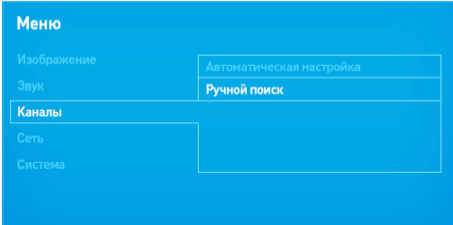 Меню
Изображение
Звук
Каналы
Сеть
Система
Автоматическая настройка
Ручной поиск